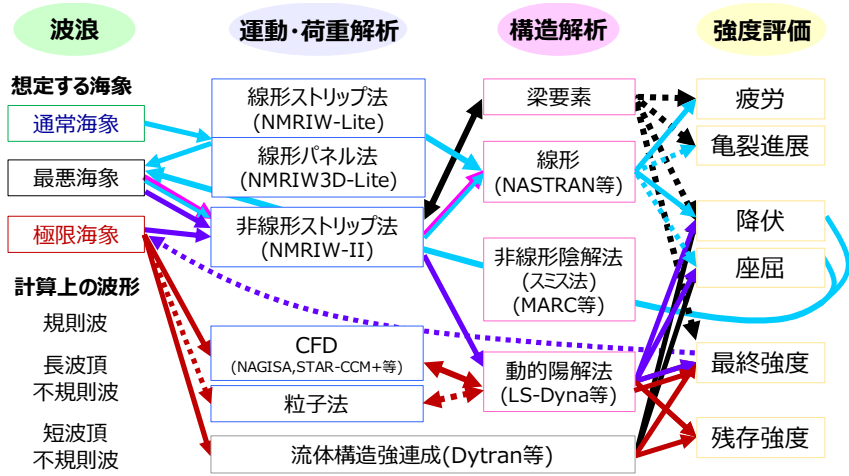 波浪
運動・荷重解析
構造解析
強度評価
想定する海象
通常海象
最悪海象
極限海象
計算上の波形
規則波
長波頂
不規則波
短波頂
不規則波
線形ストリップ法
(NMRIW-Lite)
線形パネル法
(NMRIW3D-Lite)
非線形ストリップ法
(NMRIW-II)
CFD
(NAGISA,STAR-CCM+等)
粒子法
流体構造強連成(Dytran等)
梁要素
線形
(NASTRAN等)
非線形陰解法
(スミス法)
(MARC等)
動的陽解法
(LS-Dyna等)
疲労
亀裂進展
降伏
座屈
最終強度
残存強度